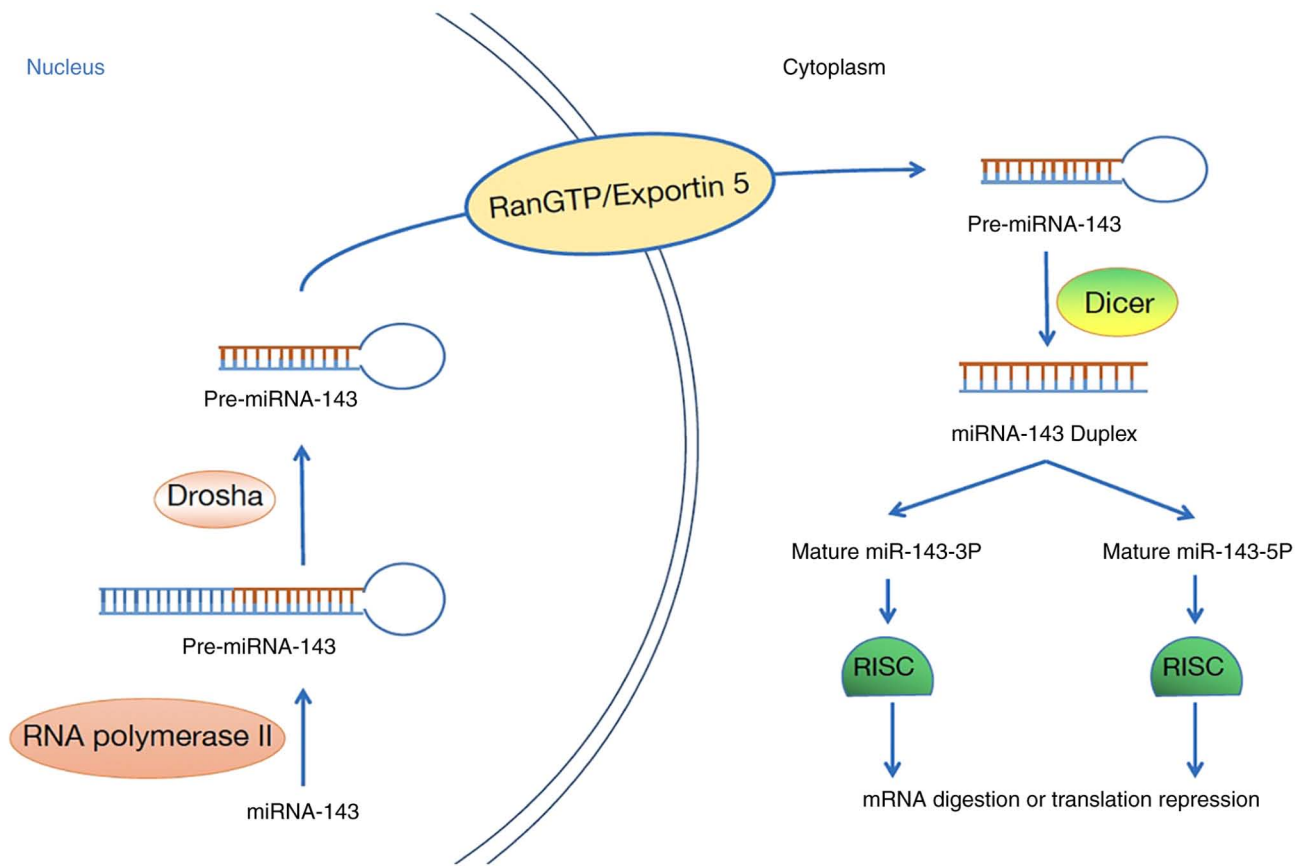 Nucleus
Cytoplasm
RanGTP/Exportin 5
Pre-miRNA-143
Dicer
Pre-miRNA-143
miRNA-143 Duplex
Drosha
Mature miR-143-3P
Mature miR-143-5P
Pre-miRNA-143
RISC
RISC
RNA polymerase II
miRNA-143
mRNA digestion or translation repression